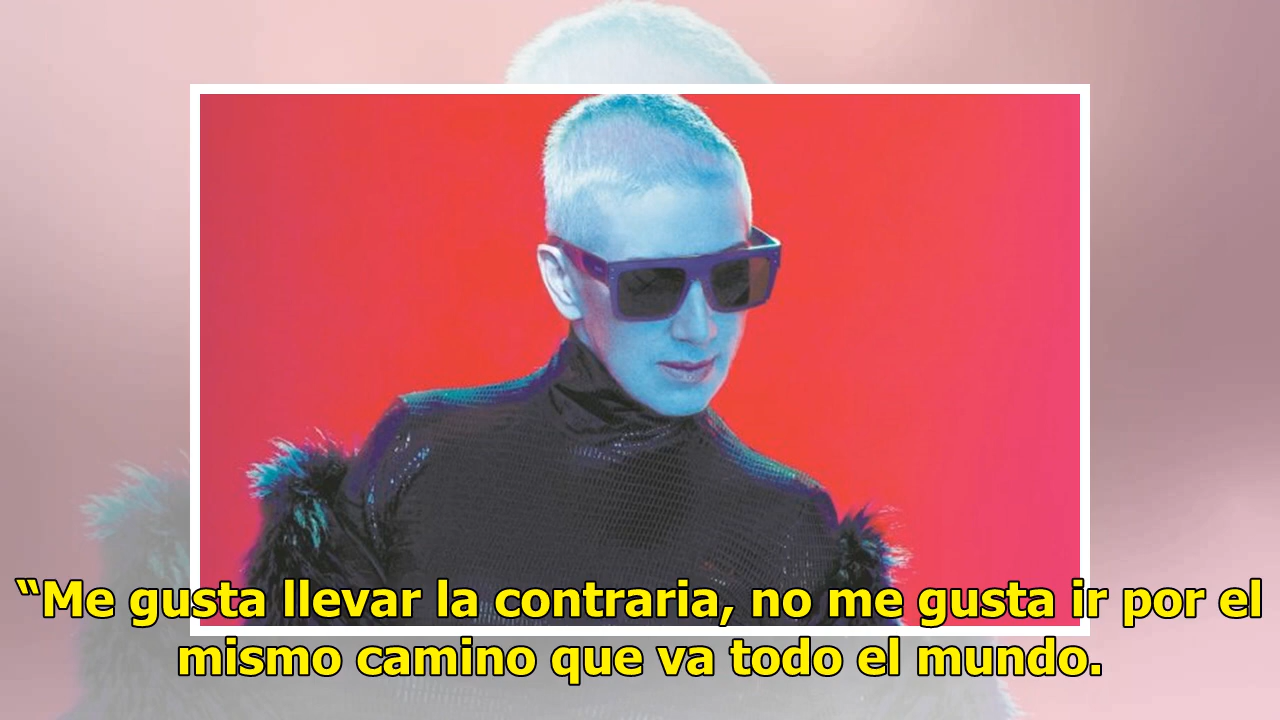 “Me gusta llevar la contraria, no me gusta ir por el
mismo camino que va todo el mundo.